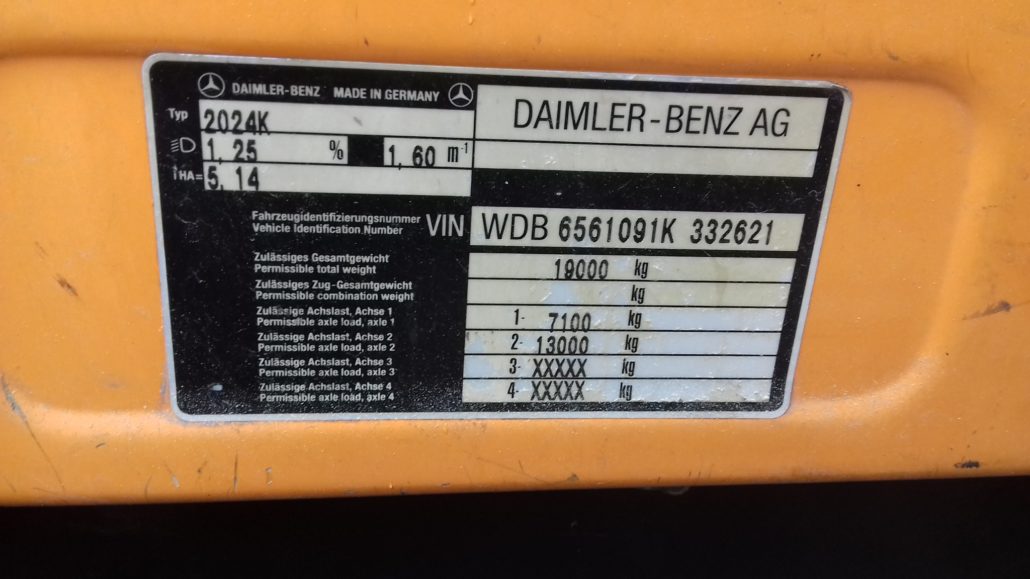 DAIMLER-BENZ MADE IN GERMANY
Typ 2024K
DAIMLER-BENZ AG
1,25 % 1,60 m⁻¹
iHA= 5,14
Fahrzeugidentifizierungsnummer
Vehicle Identification Number
VIN WDB 6561091K 332621
Zulässiges Gesamtgewicht
Permissible total weight
19000 kg
Zulässiges Zug-Gesamtgewicht
Permissible combination weight
kg
Zulässige Achslast, Achse 1
Permissible axle load, axle 1
1- 7100 kg
Zulässige Achslast, Achse 2
Permissible axle load, axle 2
2- 13000 kg
Zulässige Achslast, Achse 3
Permissible axle load, axle 3
3- XXXXX kg
Zulässige Achslast, Achse 4
Permissible axle load, axle 4
4- XXXXX kg